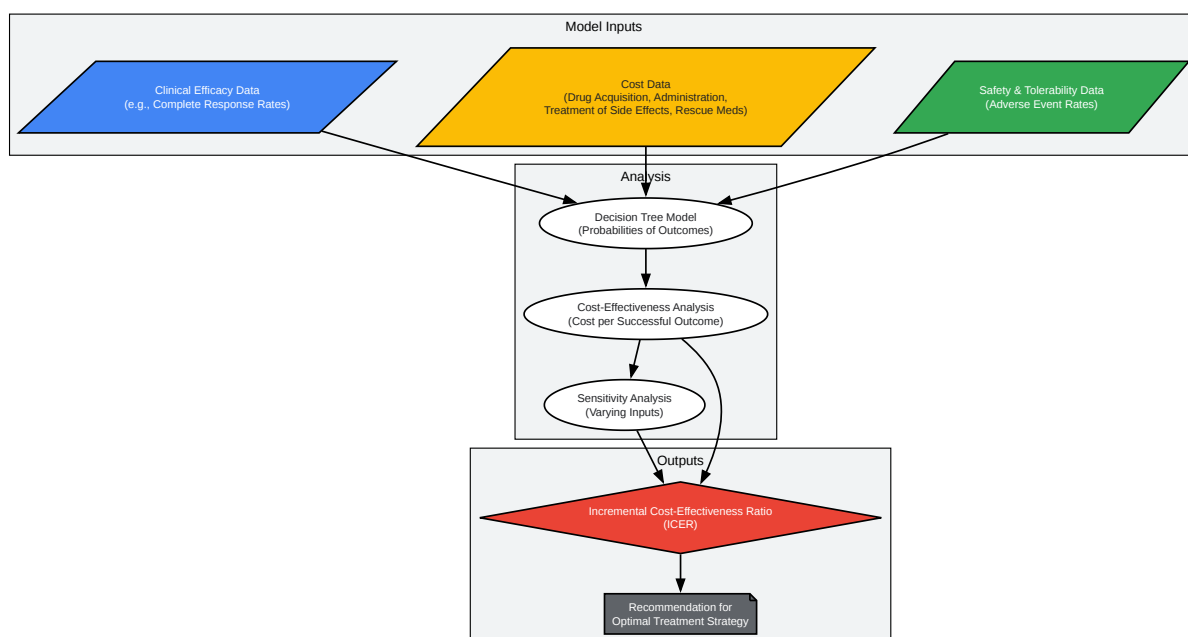 Model Inputs
Clinical Efficacy Data
(e.g., Complete Response Rates)
Cost Data
(Drug Acquisition, Administration,
Treatment of Side Effects, Rescue Meds)
Safety & Tolerability Data
(Adverse Event Rates)
Analysis
Decision Tree Model
(Probabilities of Outcomes)
Cost-Effectiveness Analysis
(Cost per Successful Outcome)
Sensitivity Analysis
(Varying Inputs)
Outputs
Incremental Cost-Effectiveness Ratio
(ICER)
Recommendation for
Optimal Treatment Strategy